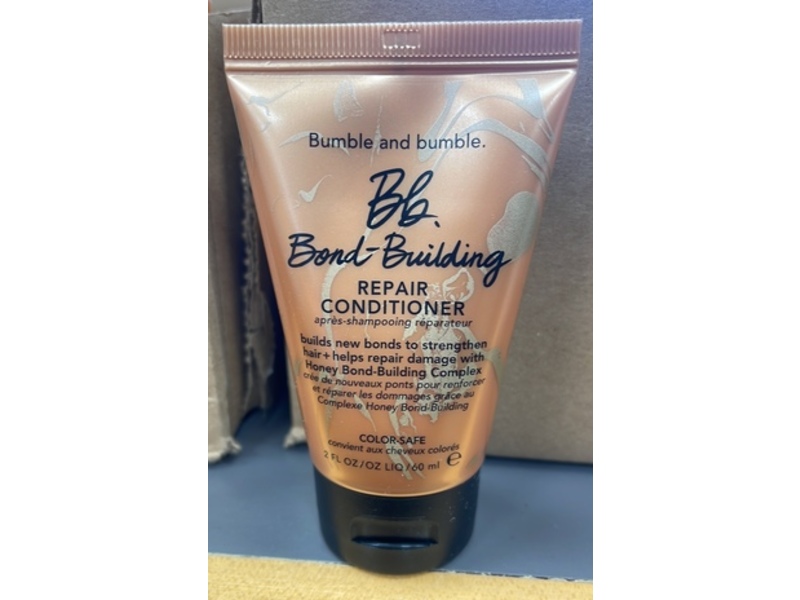 Bumble and bumble.
Bb.
Bond-Building
REPAIR
CONDITIONER
après-shampooing réparateur
builds new bonds to strengthen
hair+ helps repair damage with
Honey Bond-Building Complex
crée de nouveaux ponts pour renforcer
et réparer les dommages grâce au
Complexe Honey Bond-Building
COLOR-SAFE
convient aux cheveux colorés
2 FL OZ/OZ LIQ/60 ml e